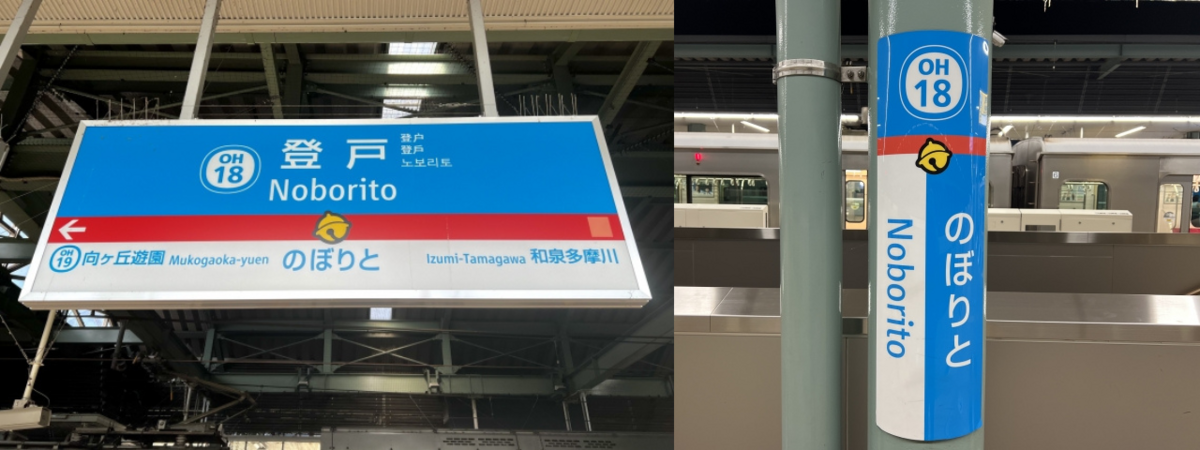 OH
18
登戸
Noborito
登户
登戶
노보리토
OH
19
向ヶ丘遊園 Mukogaoka-yuen
のぼりと
Izumi-Tamagawa 和泉多摩川
OH
18
のぼりと
Noborito
6